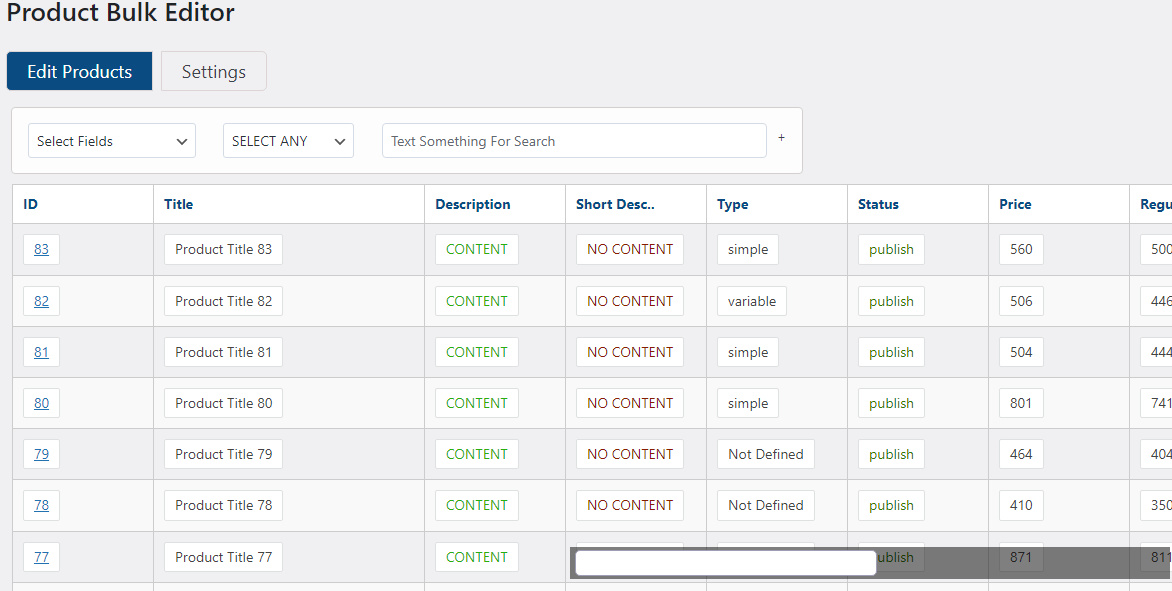 Product Bulk Editor
Edit Products Settings
Select Fields SELECT ANY Text Something For Search +
ID Title Description Short Desc.. Type Status Price Regu
83 Product Title 83 CONTENT NO CONTENT simple publish 560 500
82 Product Title 82 CONTENT NO CONTENT variable publish 506 446
81 Product Title 81 CONTENT NO CONTENT simple publish 504 444
80 Product Title 80 CONTENT NO CONTENT simple publish 801 741
79 Product Title 79 CONTENT NO CONTENT Not Defined publish 464 404
78 Product Title 78 CONTENT NO CONTENT Not Defined publish 410 350
77 Product Title 77 CONTENT ublish 871 811